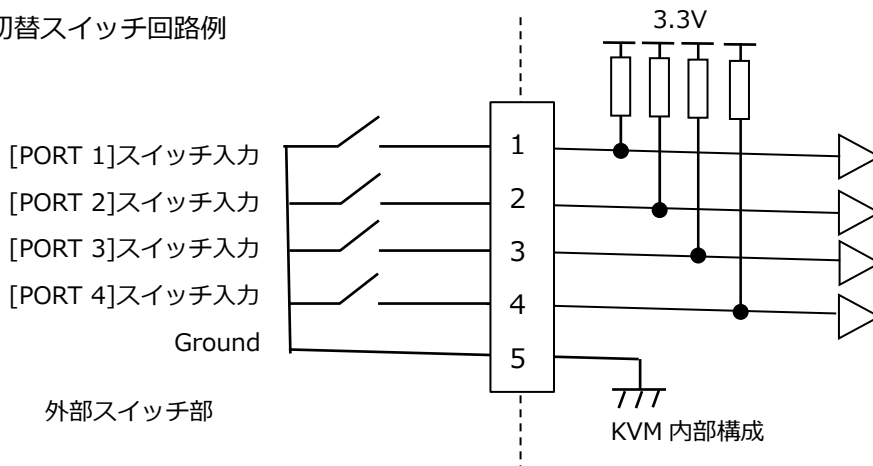 切替スイッチ回路例
3.3V
[PORT 1]スイッチ入力
1
[PORT 2]スイッチ入力
2
[PORT 3]スイッチ入力
3
[PORT 4]スイッチ入力
4
Ground
5
外部スイッチ部
KVM 内部構成